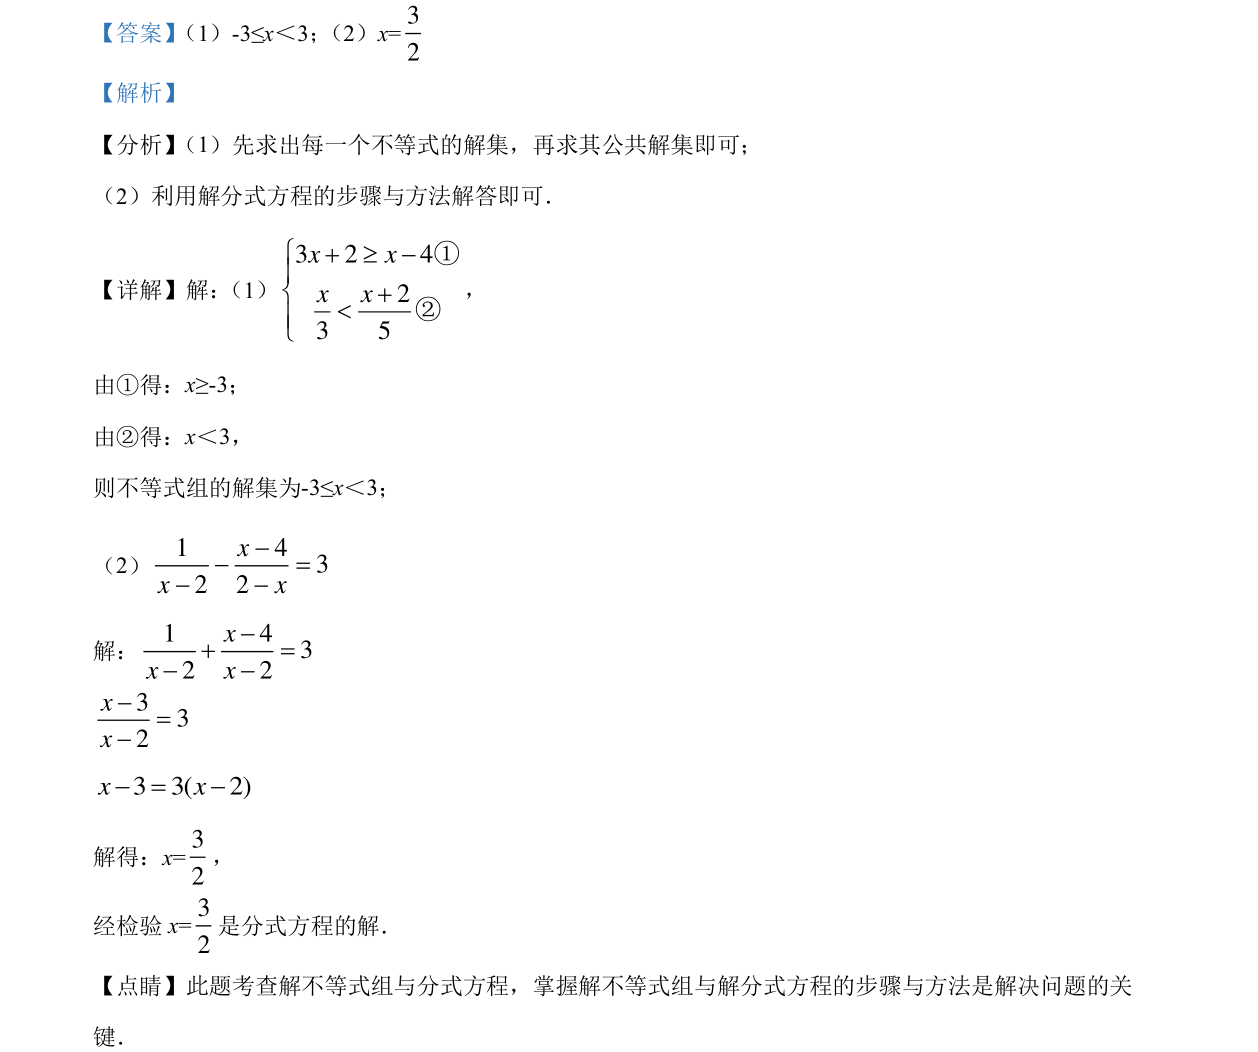 【答案】（1）-3≤x＜3；（2）x=3/2
【解析】
【分析】（1）先求出每一个不等式的解集，再求其公共解集即可；
（2）利用解分式方程的步骤与方法解答即可．
【详解】解：（1）{3x+2≥x−4① x/3<(x+2)/5②，
由①得：x≥-3；
由②得：x＜3，
则不等式组的解集为-3≤x＜3；
（2）1/(x−2)−(x−4)/(2−x)=3
解：1/(x−2)+(x−4)/(x−2)=3
(x−3)/(x−2)=3
x−3=3(x−2)
解得：x=3/2，
经检验 x=3/2 是分式方程的解．
【点睛】此题考查解不等式组与分式方程，掌握解不等式组与解分式方程的步骤与方法是解决问题的关
键．